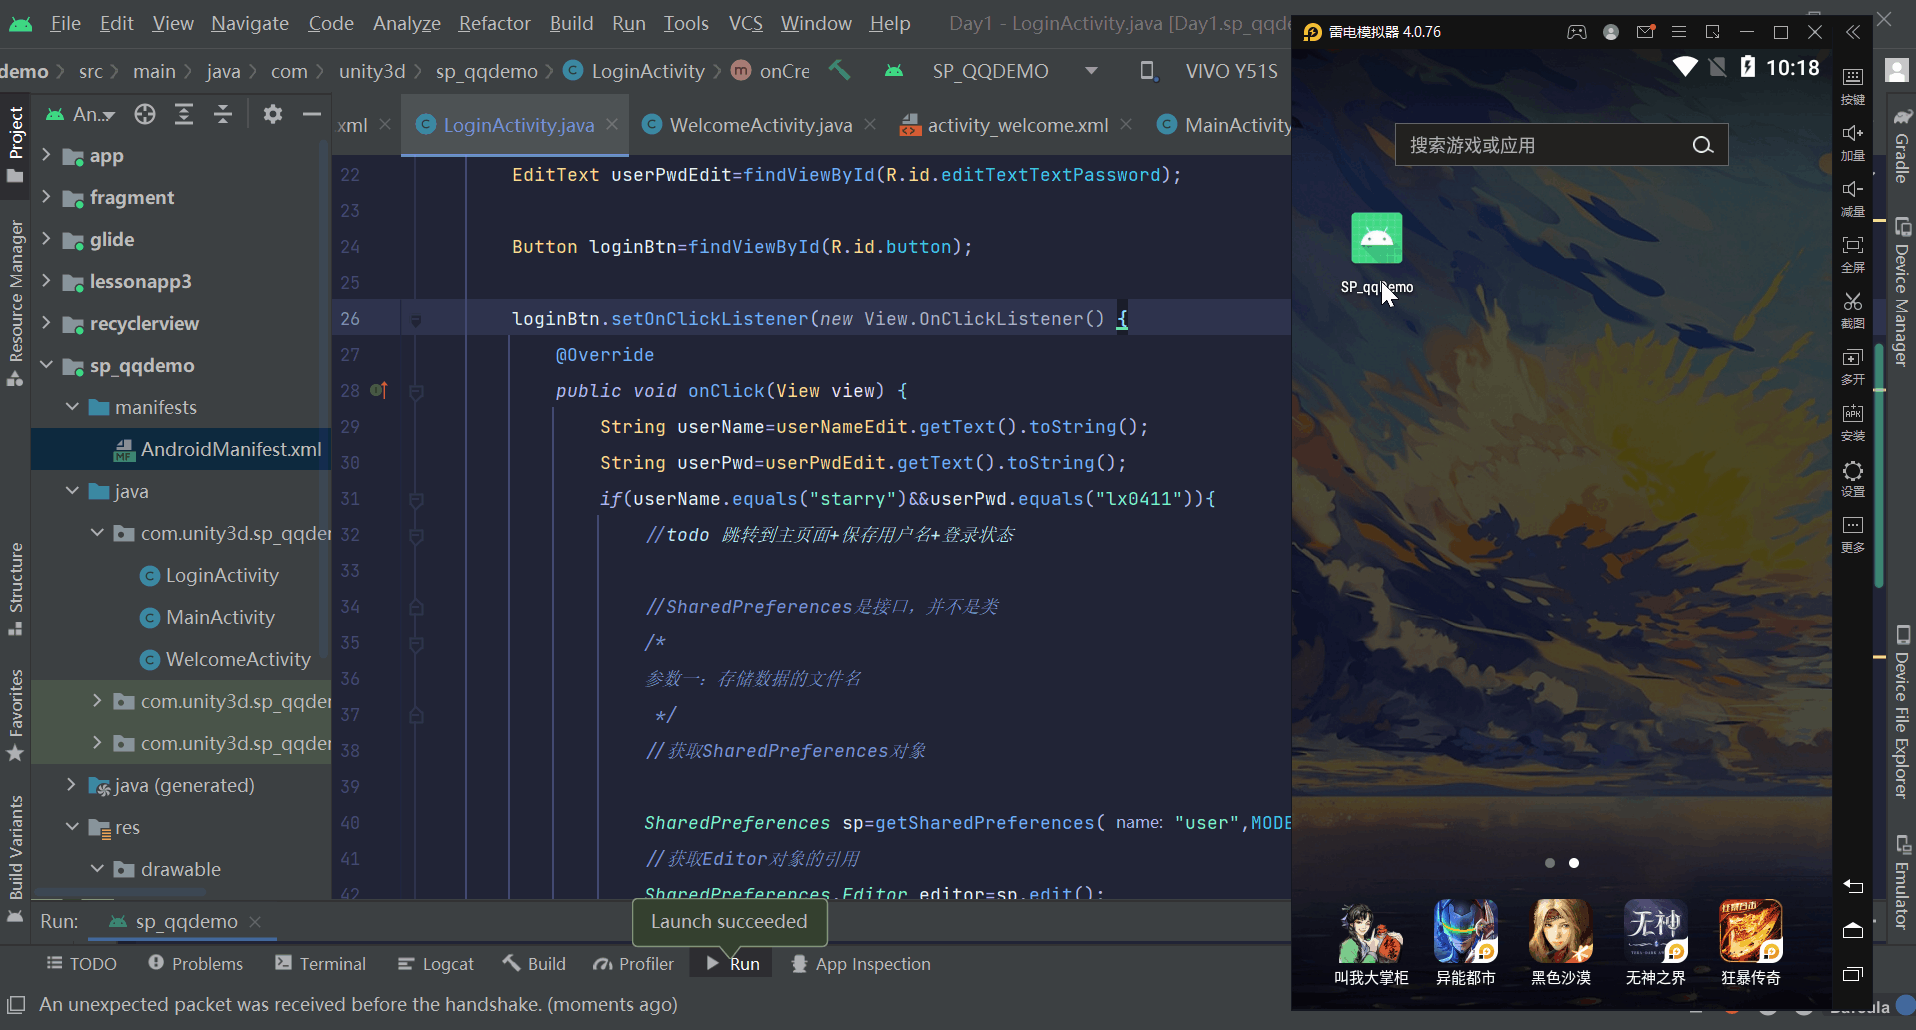 File Edit View Navigate Code Analyze Refactor Build Run Tools VCS Window Help Day1 - LoginActivity.java [Day1.sp_qqde
demo src main java com unity3d sp_qqdemo LoginActivity onCre SP_QQDEMO VIVO Y51S
An...
.xml LoginActivity.java WelcomeActivity.java activity_welcome.xml MainActivity
Project
Resource Manager
Structure
Favorites
Build Variants
app
fragment
glide
lessonapp3
recyclerview
sp_qqdemo
manifests
AndroidManifest.xml
java
com.unity3d.sp_qqde
LoginActivity
MainActivity
WelcomeActivity
com.unity3d.sp_qqde
com.unity3d.sp_qqde
java (generated)
res
drawable
22 EditText userPwdEdit=findViewById(R.id.editTextTextPassword);
23
24 Button loginBtn=findViewById(R.id.button);
25
26 loginBtn.setOnClickListener(new View.OnClickListener() {
27 @Override
28 public void onClick(View view) {
29 String userName=userNameEdit.getText().toString();
30 String userPwd=userPwdEdit.getText().toString();
31 if(userName.equals("starry")&&userPwd.equals("lx0411")){
32 //todo 跳转到主页面+保存用户名+登录状态
33
34 //SharedPreferences是接口，并不是类
35 /*
36 参数一：存储数据的文件名
37 */
38 //获取SharedPreferences对象
39
40 SharedPreferences sp=getSharedPreferences( name: "user",MODE
41 //获取Editor对象的引用
42 SharedPreferences.Editor editor=sp.edit();
Run: sp_qqdemo
Launch succeeded
TODO Problems Terminal Logcat Build Profiler Run App Inspection
An unexpected packet was received before the handshake. (moments ago)
雷电模拟器 4.0.76
10:18
搜索游戏或应用
SP_qqdemo
叫我大掌柜 异能都市 黑色沙漠 无神之界 狂暴传奇
无神
按键
加量
减量
全屏
截图
多开
APK
安装
设置
更多
Gradle
Device Manager
Device File Explorer
Emulator